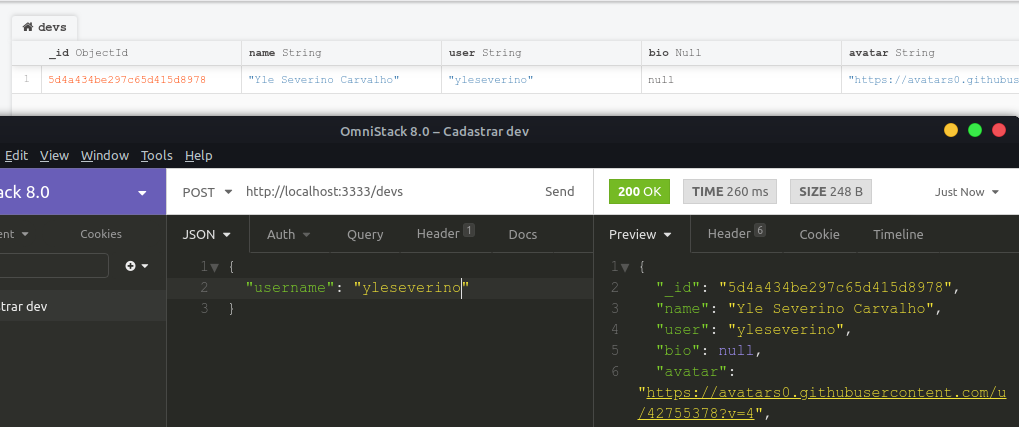 devs
_id ObjectId name String user String bio Null avatar String
1 5d4a434be297c65d415d8978 "Yle Severino Carvalho" "yleseverino" null "https://avatars0.githubus
OmniStack 8.0 – Cadastrar dev
Edit View Window Tools Help
ack 8.0 POST http://localhost:3333/devs Send 200 OK TIME 260 ms SIZE 248 B Just Now
ent Cookies JSON Auth Query Header 1 Docs Preview Header 6 Cookie Timeline
strar dev
1 {
2 "username": "yleseverino"
3 }
1 {
2 "_id": "5d4a434be297c65d415d8978",
3 "name": "Yle Severino Carvalho",
4 "user": "yleseverino",
5 "bio": null,
6 "avatar":
"https://avatars0.githubusercontent.com/u
/42755378?v=4",